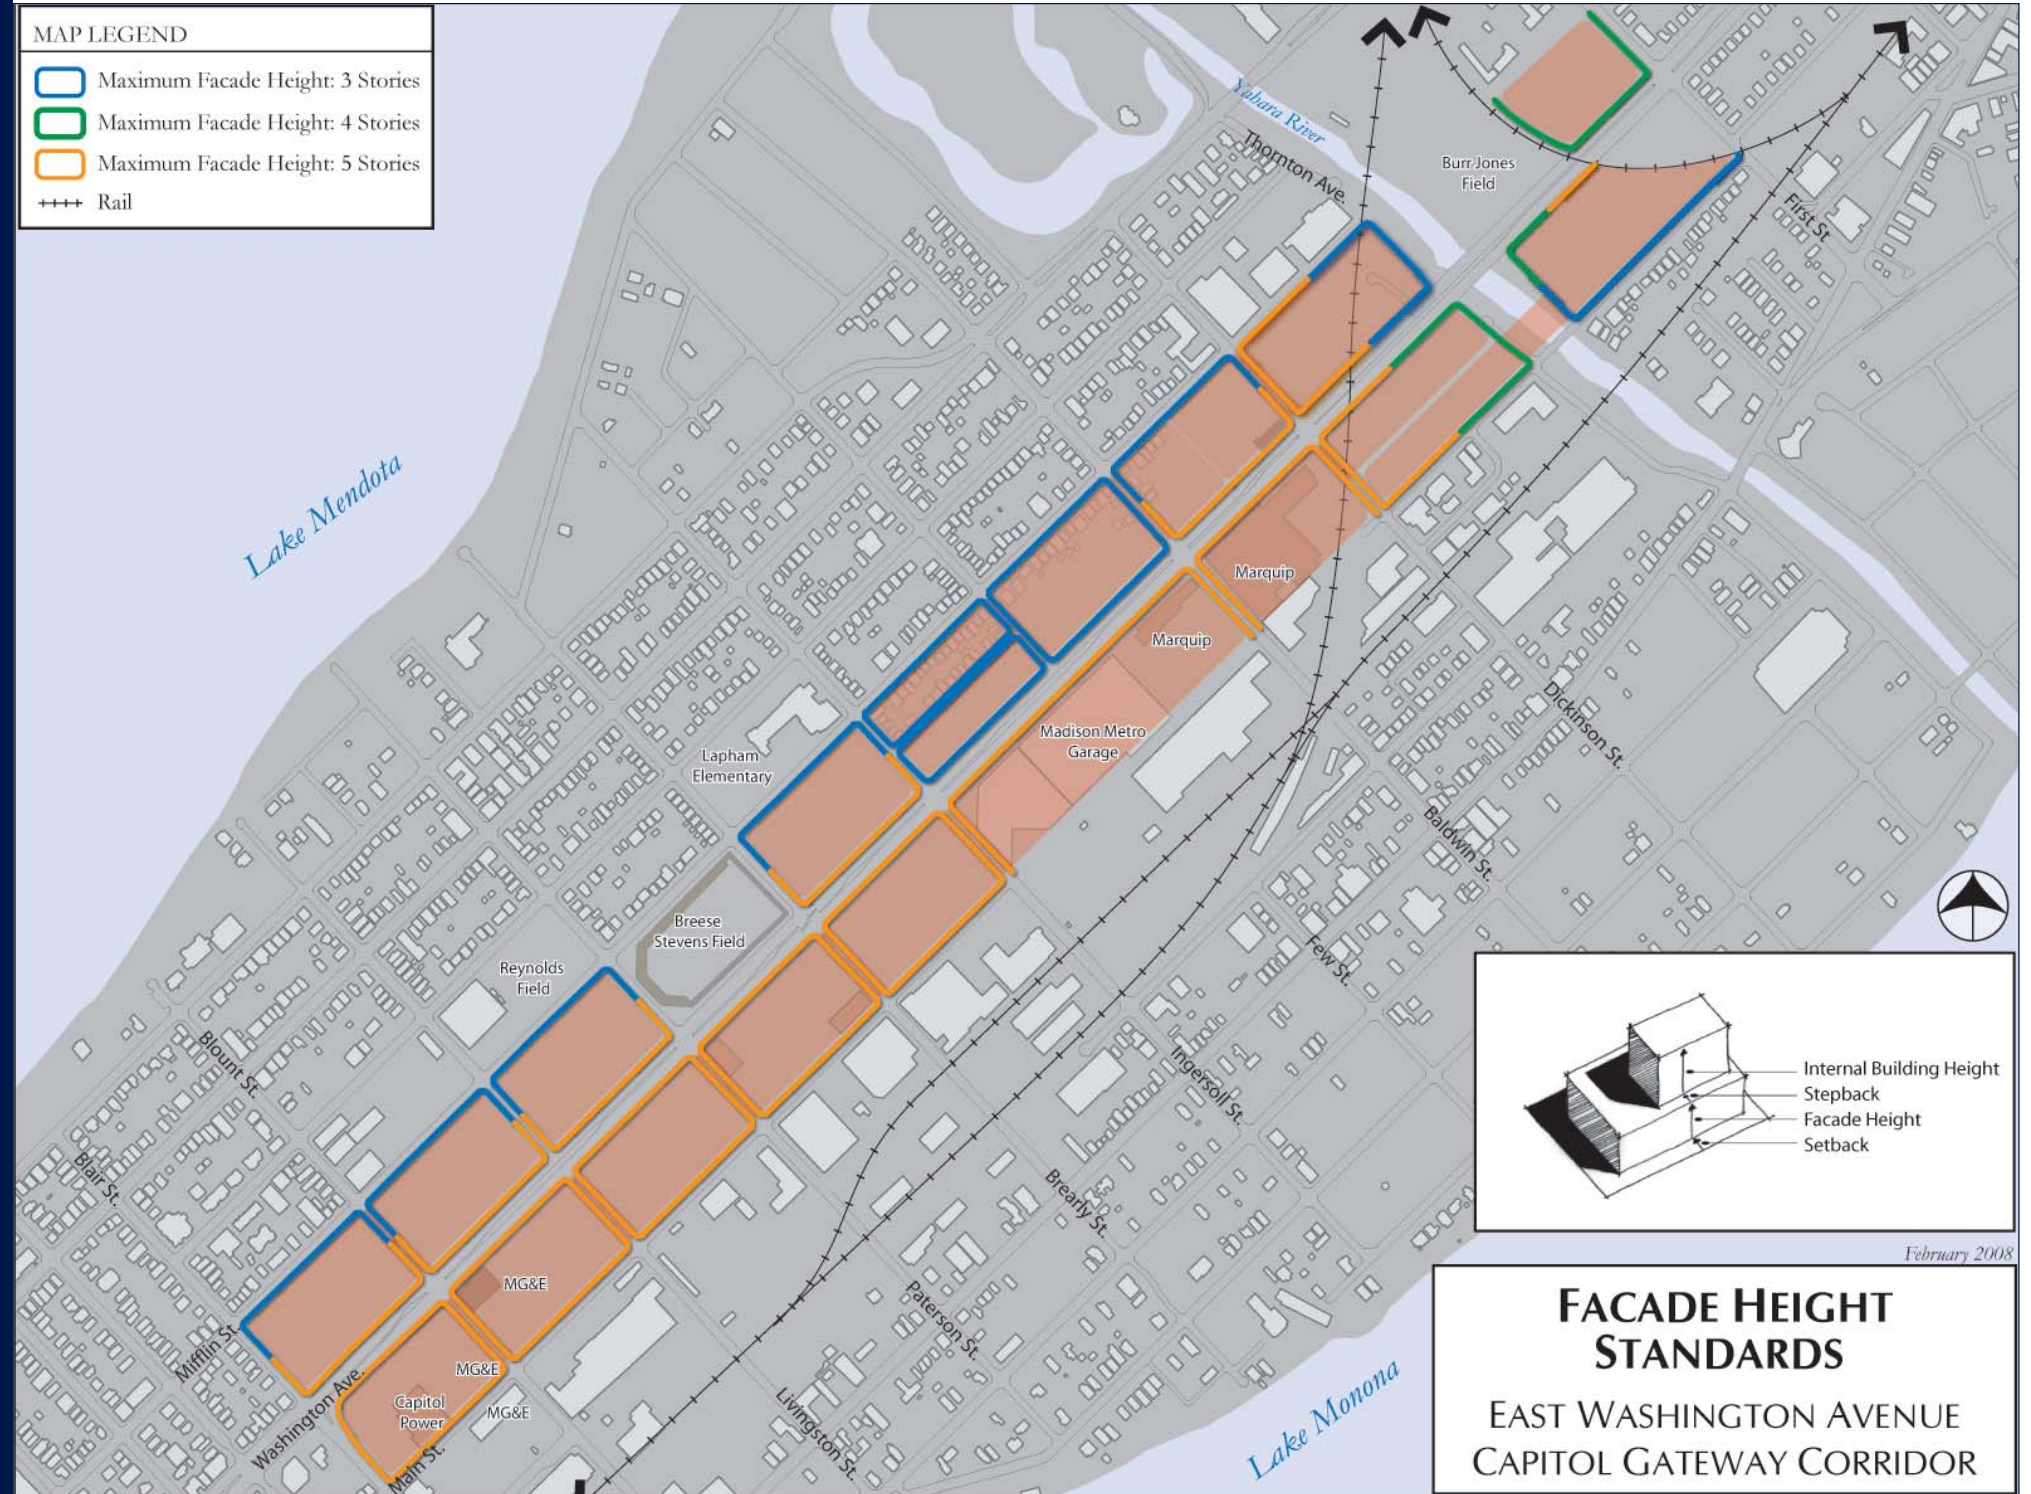 MAP LEGEND
Maximum Facade Height: 3 Stories
Maximum Facade Height: 4 Stories
Maximum Facade Height: 5 Stories
Rail
Yahara River
Thornton Ave.
Burr Jones
Field
First St
Lake Mendota
Marquip
Marquip
Madison Metro
Garage
Dickinson St.
Lapham
Elementary
Baldwin St.
Breese
Stevens Field
Few St.
Reynolds
Field
Blount St.
Ingersoll St.
Blair St.
Brearly St.
MG&E
Paterson St.
Mifflin St.
MG&E
Washington Ave.
Capitol
Power
MG&E
Livingston St.
Main St.
Lake Monona
Internal Building Height
Stepback
Facade Height
Setback
February 2008
FACADE HEIGHT
STANDARDS
EAST WASHINGTON AVENUE
CAPITOL GATEWAY CORRIDOR